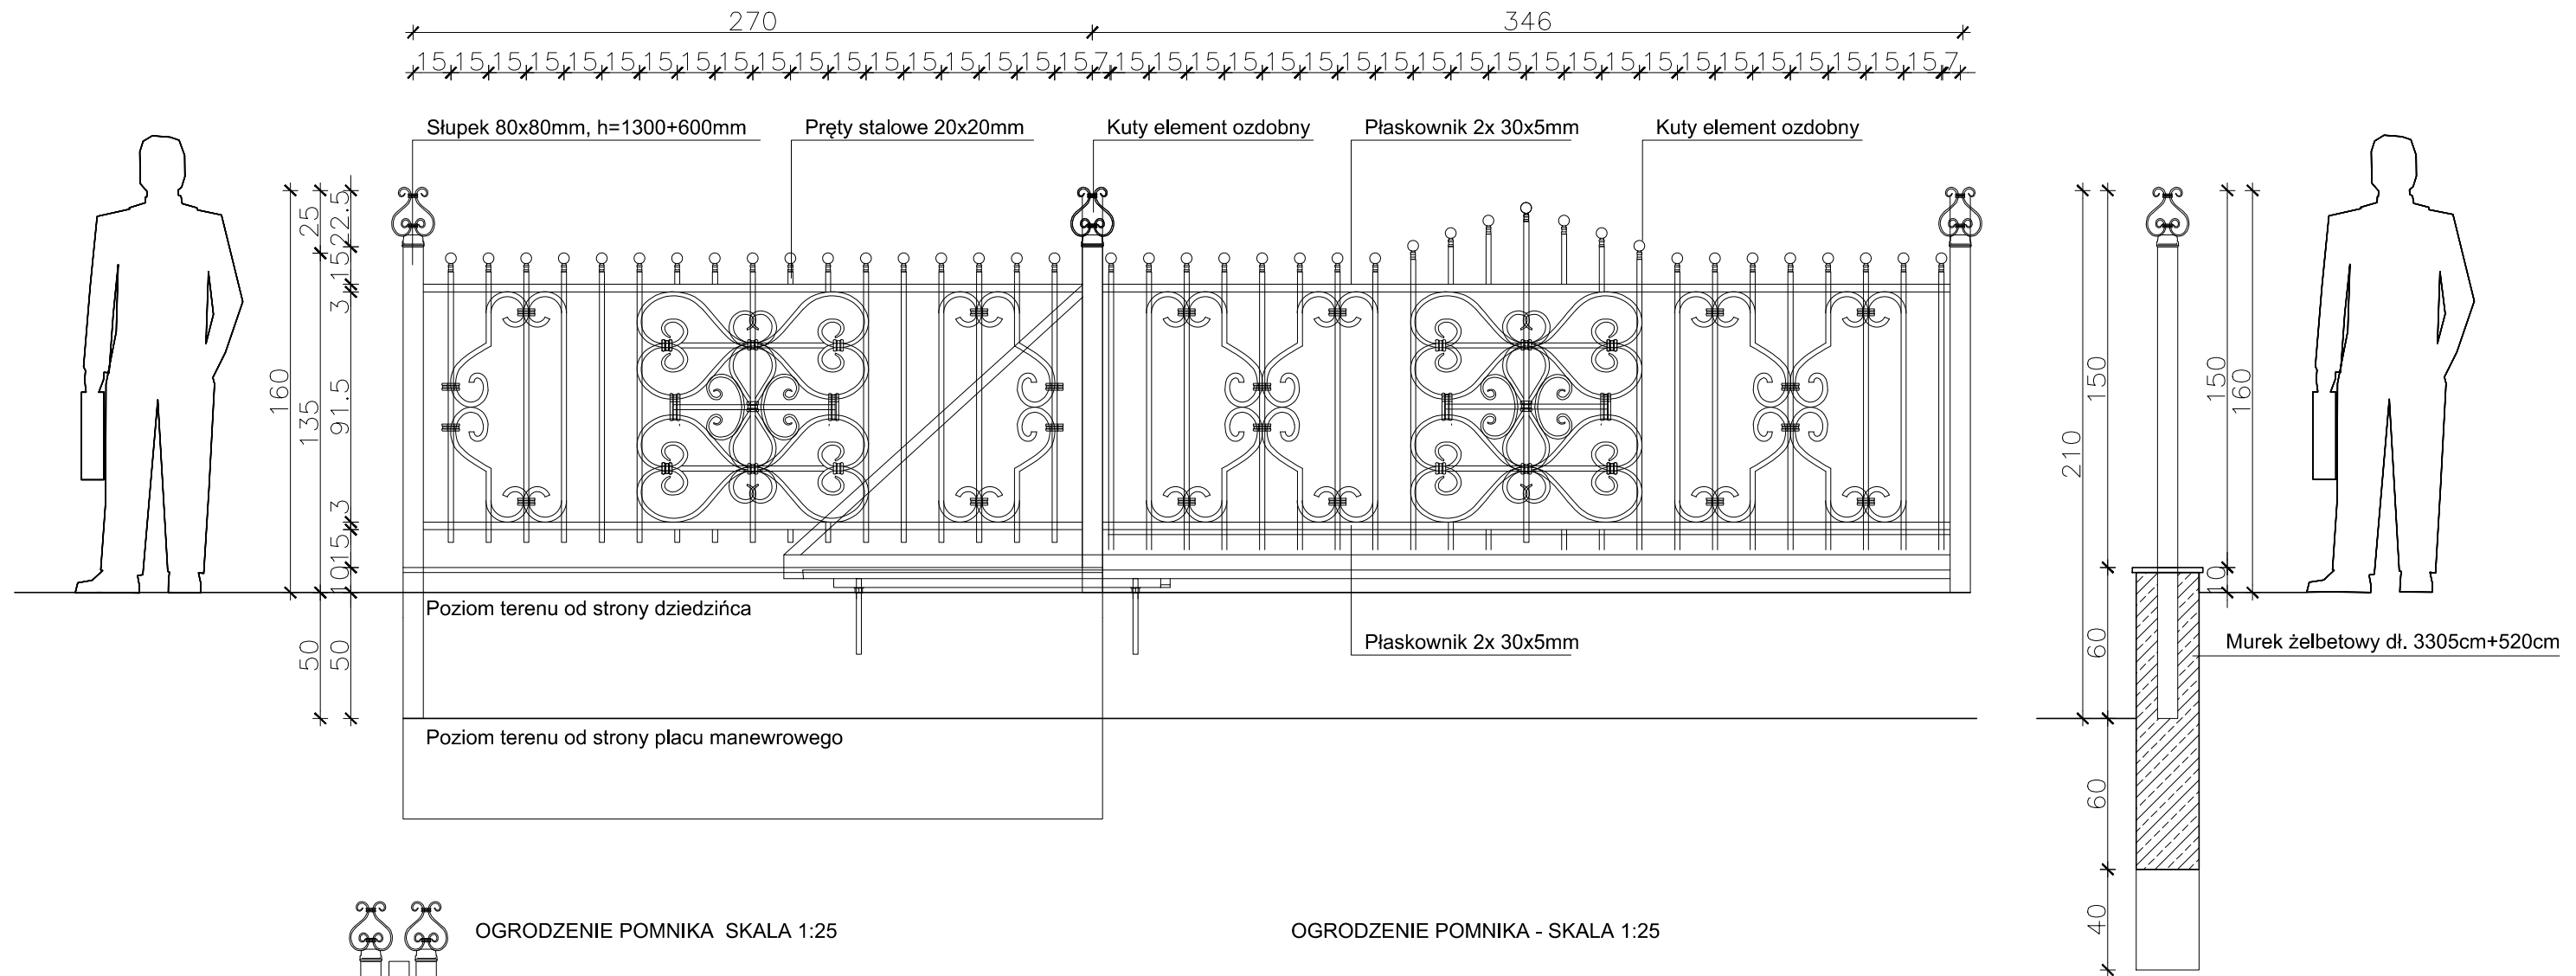 270 346
15 15 15 15 15 15 15 15 15 15 15 15 15 15 15 15 15 15 7 15 15 15 15 15 15 15 15 15 15 15 15 15 15 15 15 15 15 15 15 15 15 7
Słupek 80x80mm, h=1300+600mm
Pręty stalowe 20x20mm
Kuty element ozdobny
Płaskownik 2x 30x5mm
Kuty element ozdobny
160
25
135
50
22.5
15
3
91.5
3
15
10
50
Poziom terenu od strony dziedzińca
Płaskownik 2x 30x5mm
Poziom terenu od strony placu manewrowego
210
150
60
60
40
150
10
160
Murek żelbetowy dł. 3305cm+520cm
OGRODZENIE POMNIKA SKALA 1:25
OGRODZENIE POMNIKA - SKALA 1:25